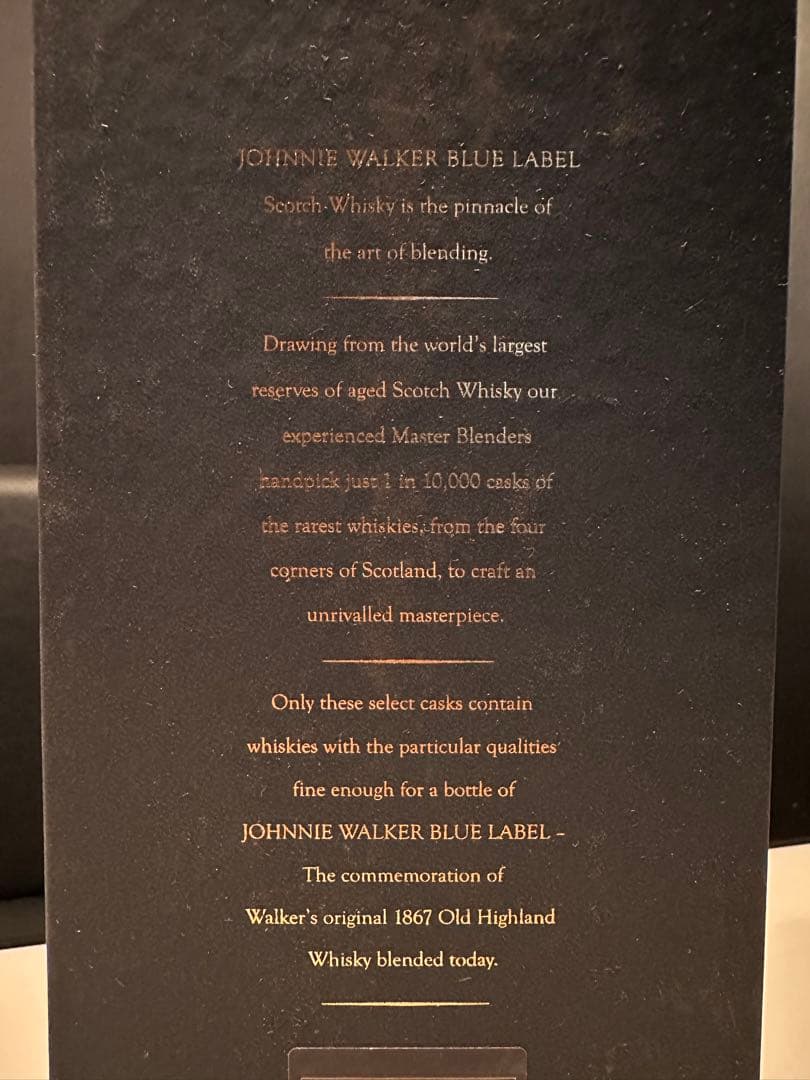 JOHNNIE WALKER BLUE LABEL
Scotch Whisky is the pinnacle of
the art of blending.
Drawing from the world's largest
reserves of aged Scotch Whisky our
experienced Master Blenders
handpick just 1 in 10,000 casks of
the rarest whiskies, from the four
corners of Scotland, to craft an
unrivalled masterpiece.
Only these select casks contain
whiskies with the particular qualities
fine enough for a bottle of
JOHNNIE WALKER BLUE LABEL –
The commemoration of
Walker's original 1867 Old Highland
Whisky blended today.